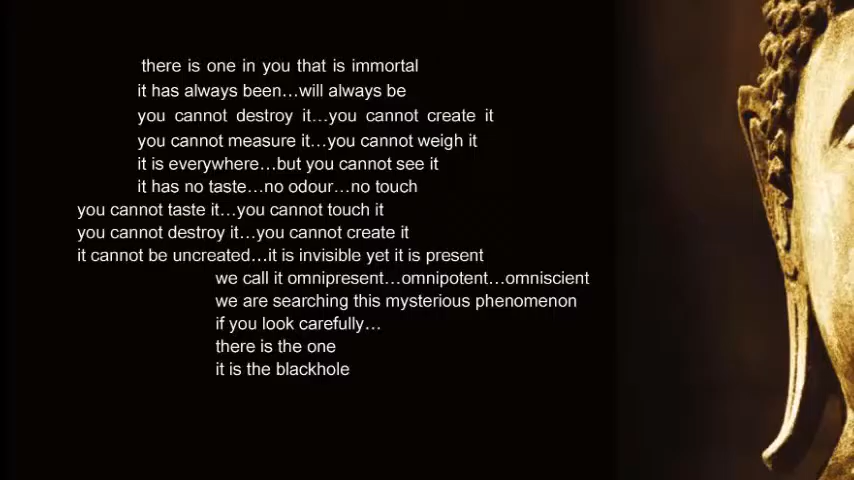 there is one in you that is immortal
it has always been...will always be
you cannot destroy it...you cannot create it
you cannot measure it...you cannot weigh it
it is everywhere...but you cannot see it
it has no taste...no odour...no touch
you cannot taste it...you cannot touch it
you cannot destroy it...you cannot create it
it cannot be uncreated...it is invisible yet it is present
we call it omnipresent...omnipotent...omniscient
we are searching this mysterious phenomenon
if you look carefully...
there is the one
it is the blackhole